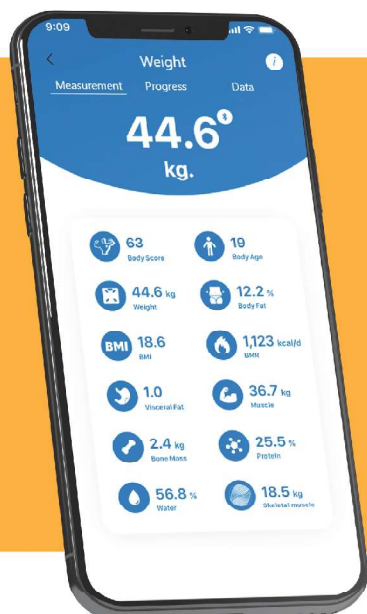 9:09
Weight
Measurement Progress Data
44.6
kg.
63
Body Score
19
Body Age
44.6 kg
Weight
12.2 %
Body Fat
BMI
18.6
BMI
1,123 kcal/d
BMR
1.0
Visceral Fat
36.7 kg
Muscle
2.4 kg
Bone Mass
25.5 %
Protein
56.8 %
Water
18.5 kg
Skeletal muscle